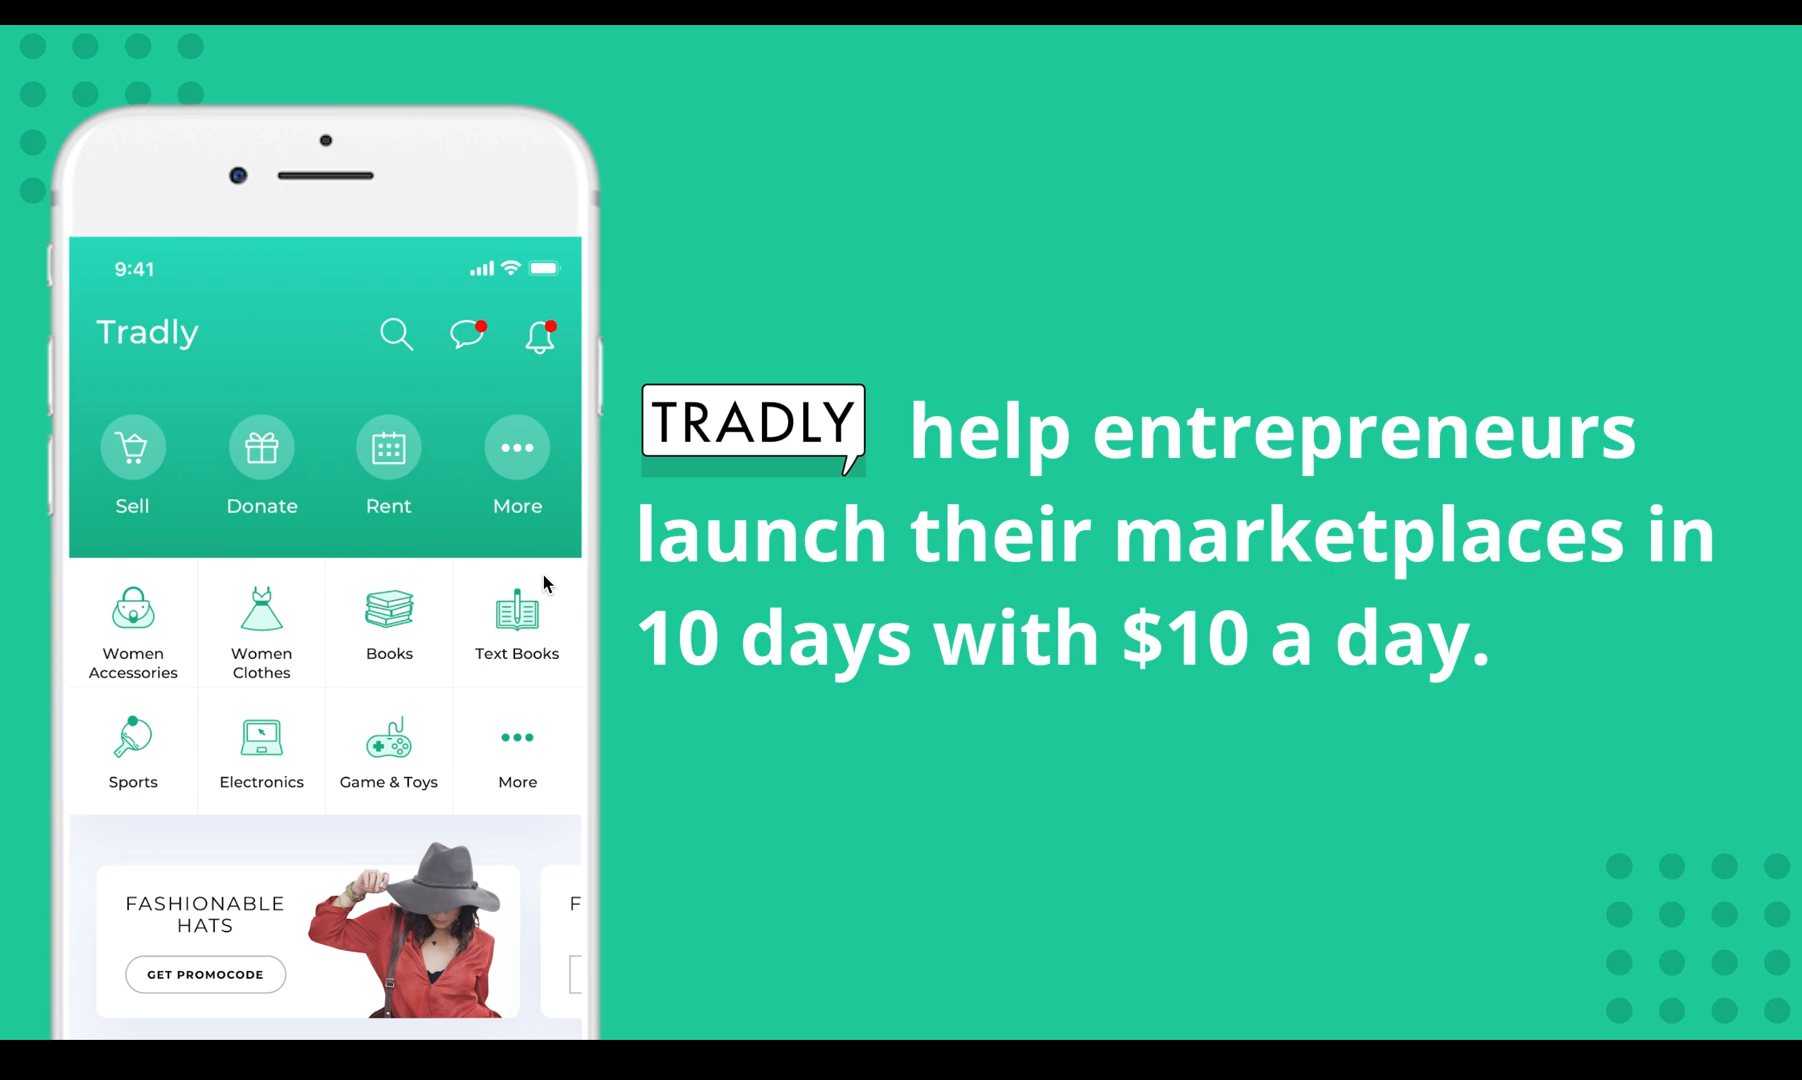 9:41
Tradly
Sell Donate Rent More
Women Accessories
Women Clothes
Books
Text Books
Sports
Electronics
Game & Toys
More
FASHIONABLE
HATS
GET PROMOCODE
F
TRADLY help entrepreneurs
launch their marketplaces in
10 days with $10 a day.